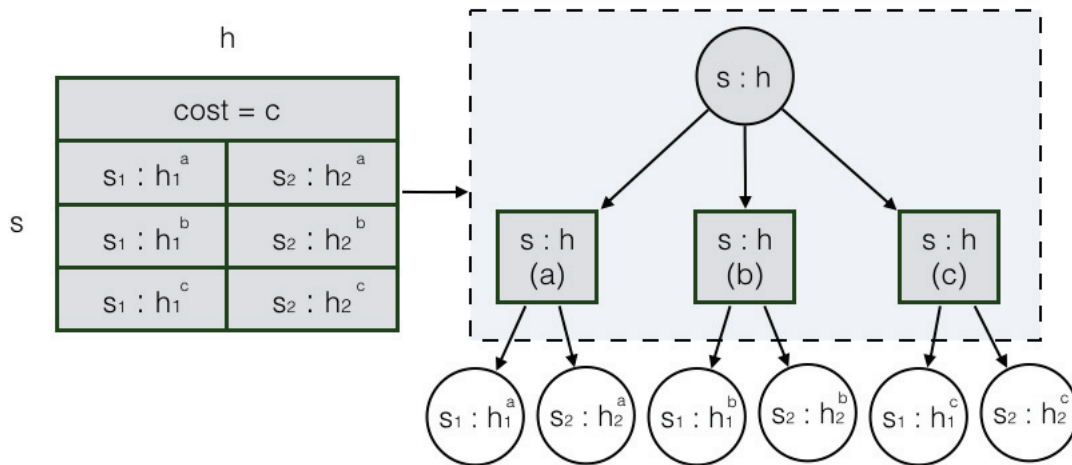 h
cost = c
s₁ : h₁ᵃ s₂ : h₂ᵃ
s
s₁ : h₁ᵇ s₂ : h₂ᵇ
s₁ : h₁ᶜ s₂ : h₂ᶜ
s : h
s : h
(a)
s : h
(b)
s : h
(c)
s₁ : h₁ᵃ
s₂ : h₂ᵃ
s₁ : h₁ᵇ
s₂ : h₂ᵇ
s₁ : h₁ᶜ
s₂ : h₂ᶜ